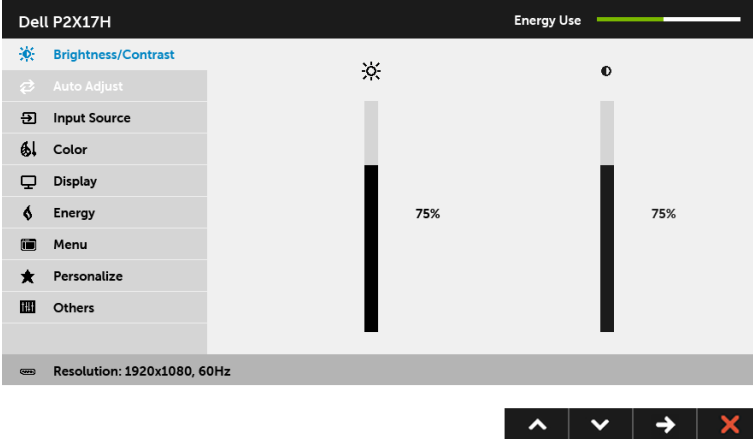 Dell P2X17H
Energy Use
Brightness/Contrast
Auto Adjust
Input Source
Color
Display
Energy
Menu
Personalize
Others
75%
75%
Resolution: 1920x1080, 60Hz